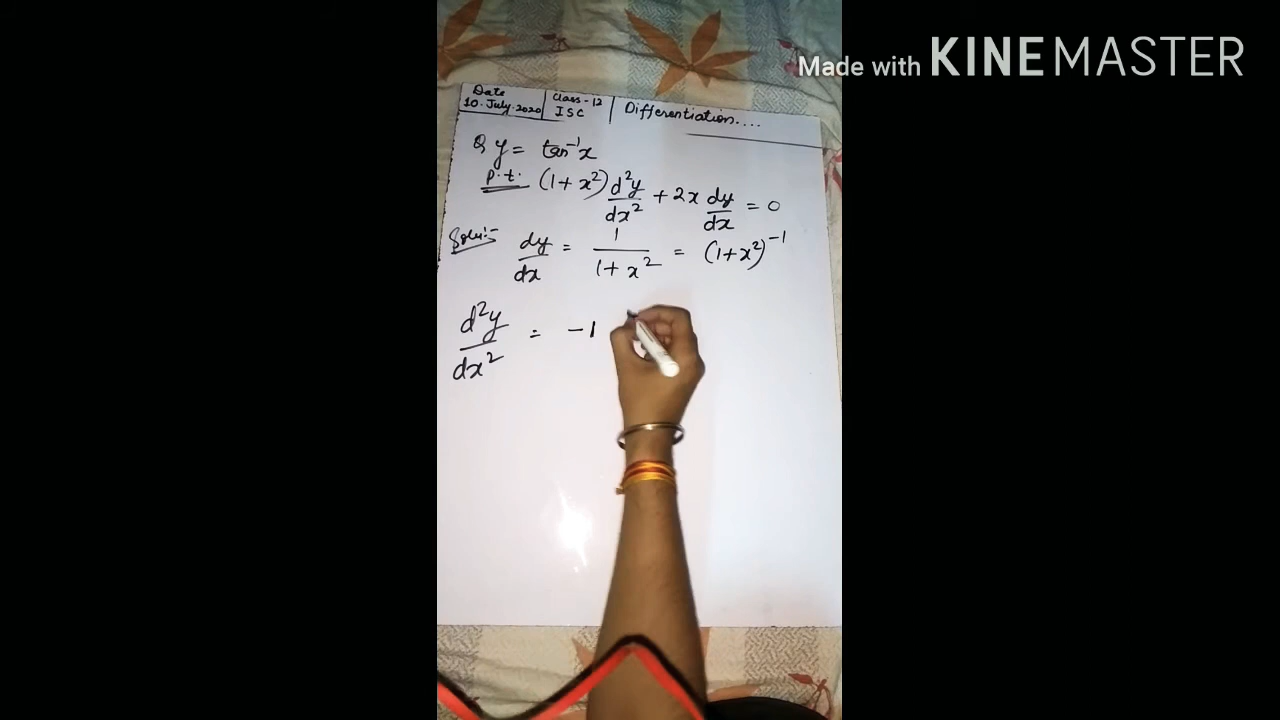 Made with KINEMASTER
Date
10.July.2020
Class-12
ISC
Differentiation....
Q y = tan⁻¹x
P.t. (1+x²) d²y/dx² + 2x dy/dx = 0
Solu:- dy/dx = 1/(1+x²) = (1+x²)⁻¹
d²y/dx² = -1